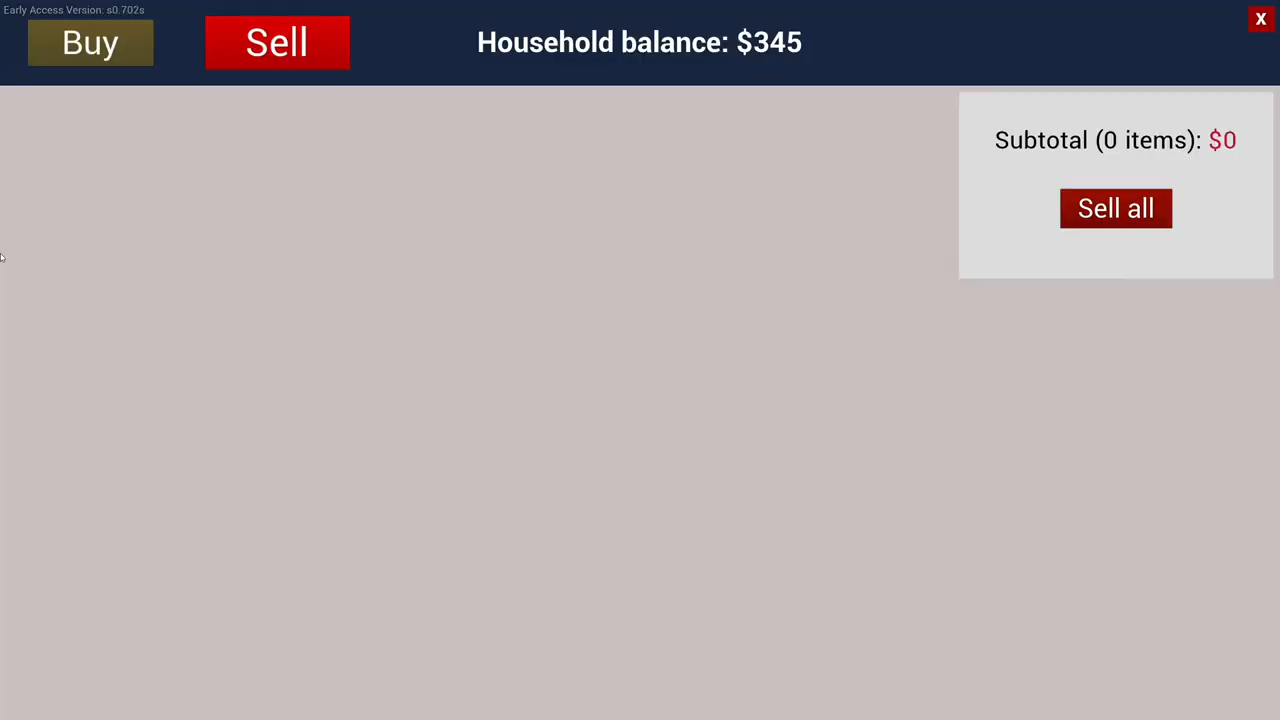 Early Access Version: s0.702s
Buy
Sell
Household balance: $345
X
Subtotal (0 items): $0
Sell all